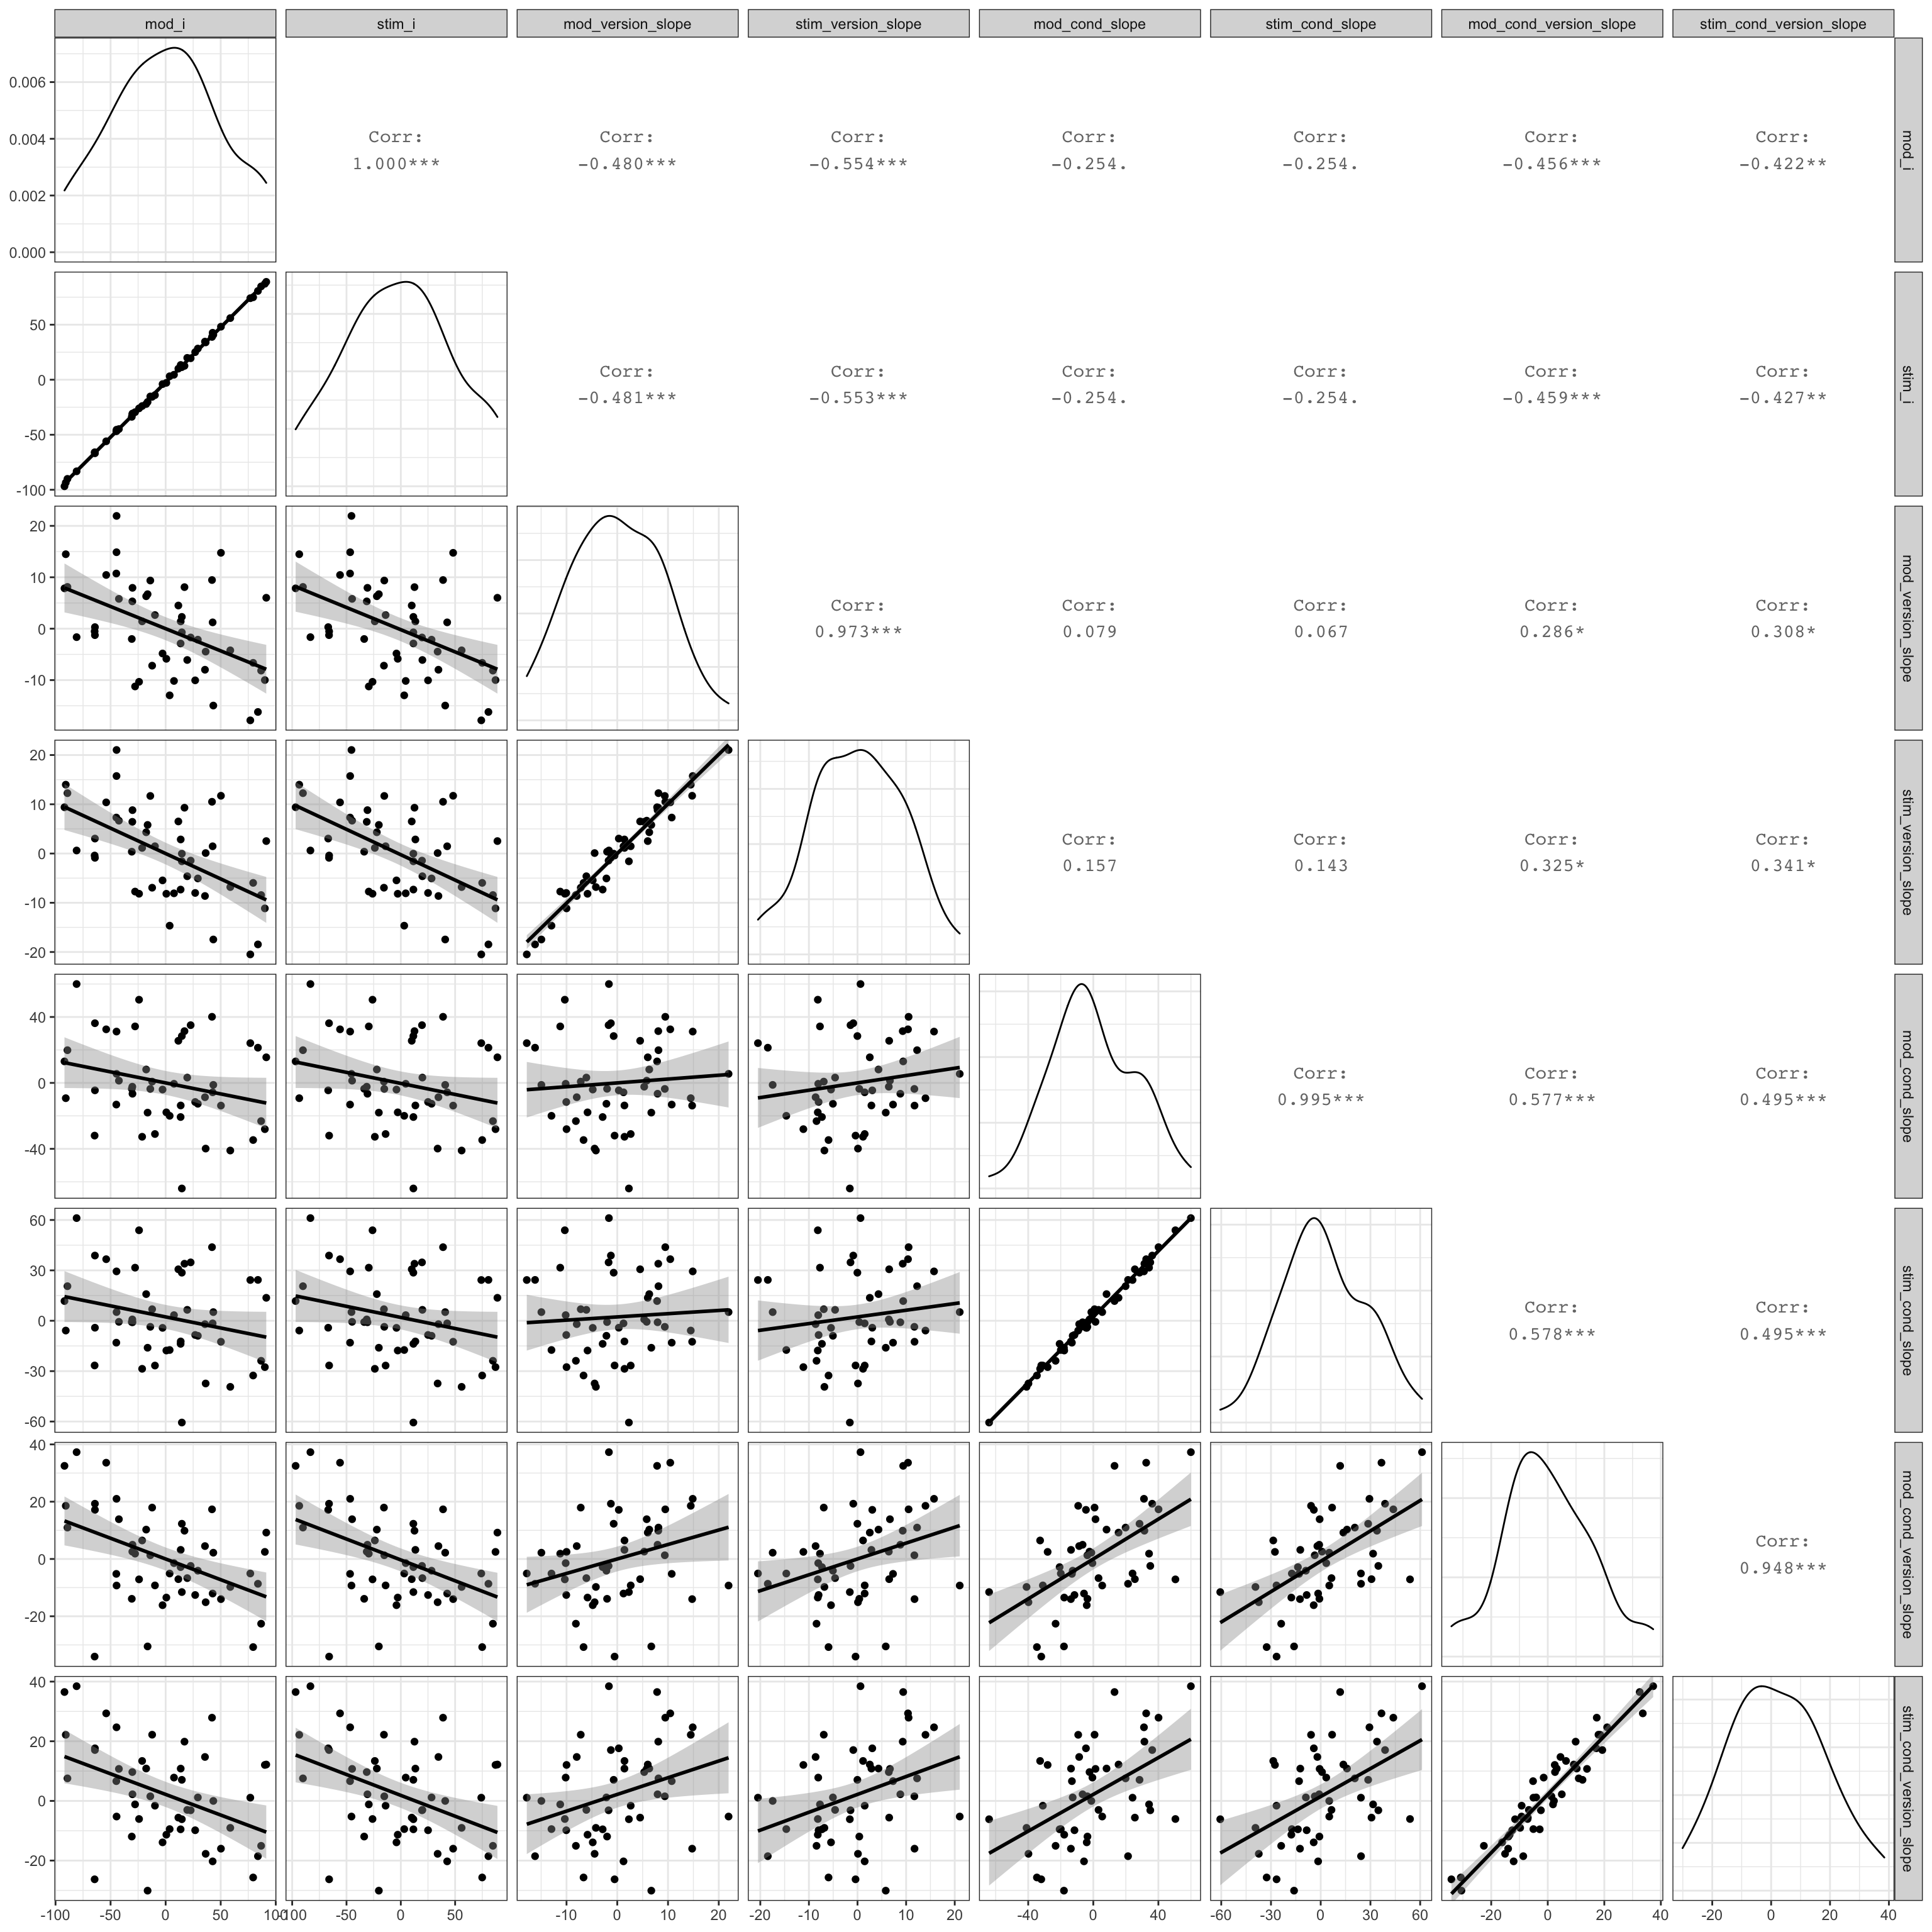 mod_i stim_i mod_version_slope stim_version_slope mod_cond_slope stim_cond_slope mod_cond_version_slope stim_cond_version_slope
0.006
0.004
0.002
0.000
Corr: Corr: Corr: Corr: Corr: Corr: Corr:
1.000*** -0.480*** -0.554*** -0.254. -0.254. -0.456*** -0.422**
mod_i
50
0
-50
-100
Corr: Corr: Corr: Corr: Corr: Corr:
-0.481*** -0.553*** -0.254. -0.254. -0.459*** -0.427**
stim_i
20
10
0
-10
Corr: Corr: Corr: Corr: Corr:
0.973*** 0.079 0.067 0.286* 0.308*
mod_version_slope
20
10
0
-10
-20
Corr: Corr: Corr: Corr:
0.157 0.143 0.325* 0.341*
stim_version_slope
40
0
-40
Corr: Corr: Corr:
0.995*** 0.577*** 0.495***
mod_cond_slope
60
30
0
-30
-60
Corr: Corr:
0.578*** 0.495***
stim_cond_slope
40
20
0
-20
Corr:
0.948***
mod_cond_version_slope
40
20
0
-20
stim_cond_version_slope
-100 -50 0 50 100 -50 0 50 -10 0 10 20 -20 -10 0 10 20 -40 0 40 -60 -30 0 30 60 -20 0 20 40 -20 0 20 40